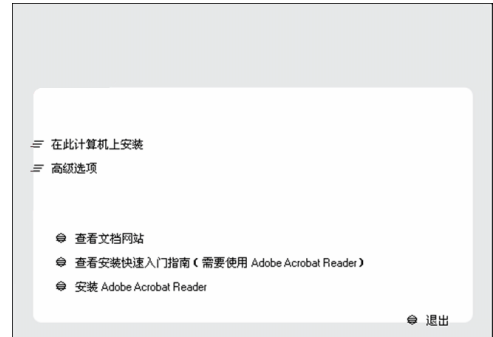 在此计算机上安装
高级选项
查看文档网站
查看安装快速入门指南(需要使用 Adobe Acrobat Reader)
安装 Adobe Acrobat Reader
退出